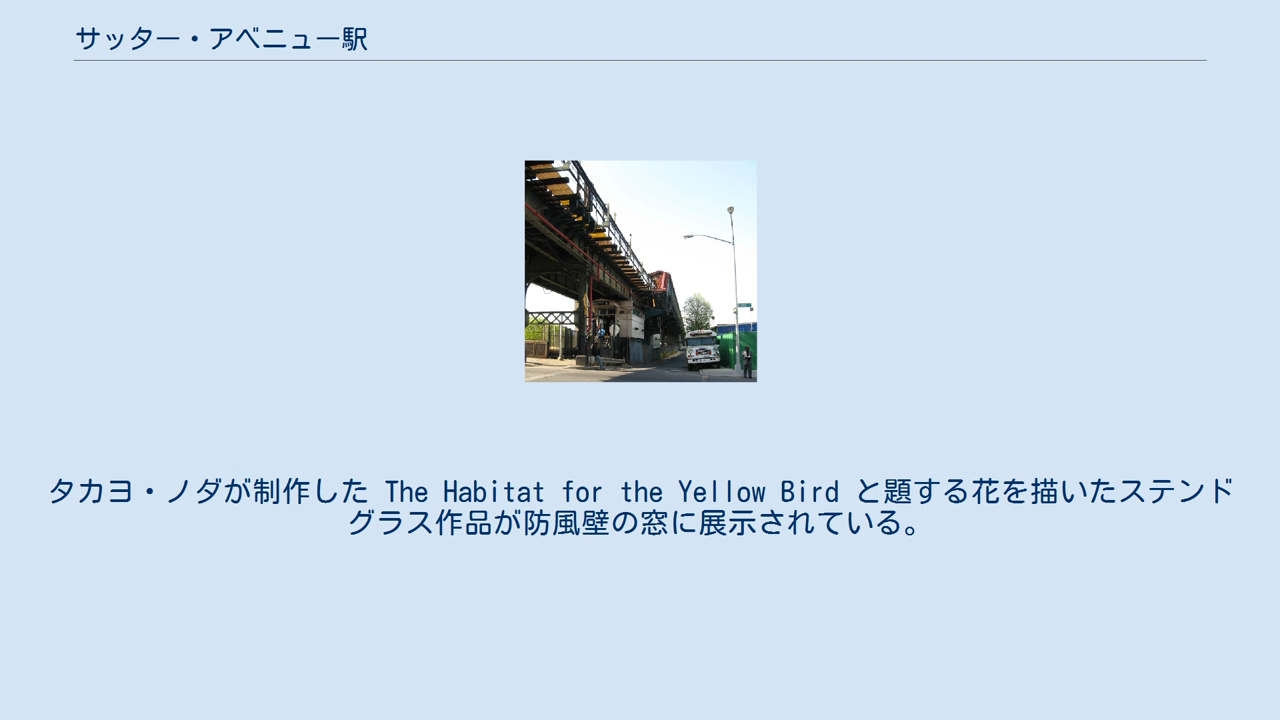 サッター・アベニュー駅
タカヨ・ノダが制作した The Habitat for the Yellow Bird と題する花を描いたステンド
グラス作品が防風壁の窓に展示されている。